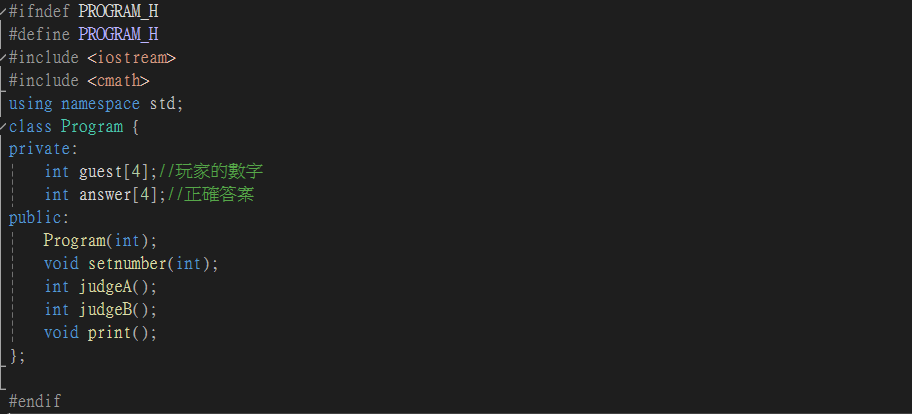 #ifndef PROGRAM_H
#define PROGRAM_H
#include <iostream>
#include <cmath>
using namespace std;
class Program {
private:
    int guest[4];//玩家的數字
    int answer[4];//正確答案
public:
    Program(int);
    void setnumber(int);
    int judgeA();
    int judgeB();
    void print();
};

#endif